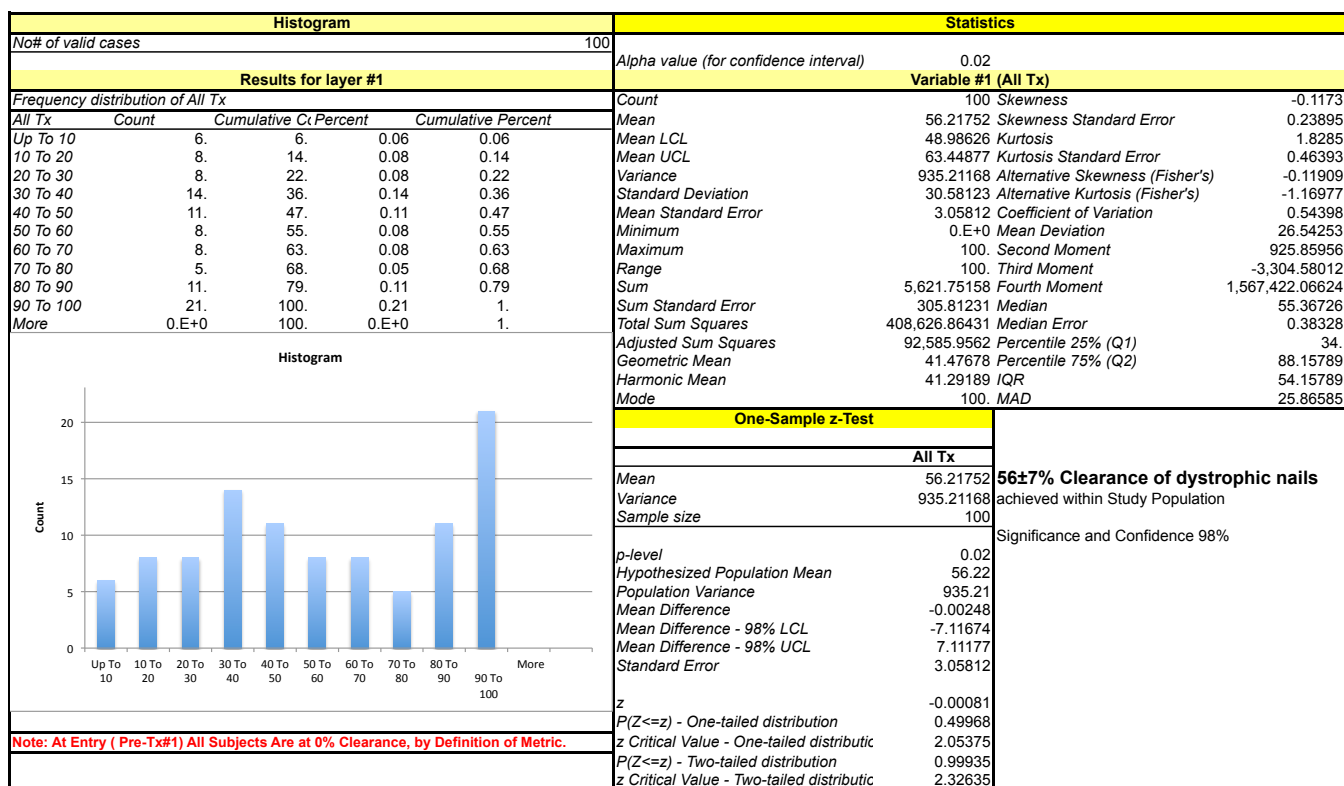 Histogram
No# of valid cases 100
Results for layer #1
Frequency distribution of All Tx
All Tx Count Cumulative Cc Percent Cumulative Percent
Up To 10 6. 6. 0.06 0.06
10 To 20 8. 14. 0.08 0.14
20 To 30 8. 22. 0.08 0.22
30 To 40 14. 36. 0.14 0.36
40 To 50 11. 47. 0.11 0.47
50 To 60 8. 55. 0.08 0.55
60 To 70 8. 63. 0.08 0.63
70 To 80 5. 68. 0.05 0.68
80 To 90 11. 79. 0.11 0.79
90 To 100 21. 100. 0.21 1.
More 0.E+0 100. 0.E+0 1.
Histogram
Count
20
15
10
5
0
Up To 10 To 20 To 30 To 40 To 50 To 60 To 70 To 80 To 90 To More
10 20 30 40 50 60 70 80 90 100
Note: At Entry ( Pre-Tx#1) All Subjects Are at 0% Clearance, by Definition of Metric.
Statistics
Alpha value (for confidence interval) 0.02
Variable #1 (All Tx)
Count 100 Skewness -0.1173
Mean 56.21752 Skewness Standard Error 0.23895
Mean LCL 48.98626 Kurtosis 1.8285
Mean UCL 63.44877 Kurtosis Standard Error 0.46393
Variance 935.21168 Alternative Skewness (Fisher's) -0.11909
Standard Deviation 30.58123 Alternative Kurtosis (Fisher's) -1.16977
Mean Standard Error 3.05812 Coefficient of Variation 0.54398
Minimum 0.E+0 Mean Deviation 26.54253
Maximum 100. Second Moment 925.85956
Range 100. Third Moment -3,304.58012
Sum 5,621.75158 Fourth Moment 1,567,422.06624
Sum Standard Error 305.81231 Median 55.36726
Total Sum Squares 408,626.86431 Median Error 0.38328
Adjusted Sum Squares 92,585.9562 Percentile 25% (Q1) 34.
Geometric Mean 41.47678 Percentile 75% (Q2) 88.15789
Harmonic Mean 41.29189 IQR 54.15789
Mode 100. MAD 25.86585
One-Sample z-Test
All Tx
Mean 56.21752
Variance 935.21168
Sample size 100
p-level 0.02
Hypothesized Population Mean 56.22
Population Variance 935.21
Mean Difference -0.00248
Mean Difference - 98% LCL -7.11674
Mean Difference - 98% UCL 7.11177
Standard Error 3.05812
z -0.00081
P(Z<=z) - One-tailed distribution 0.49968
z Critical Value - One-tailed distributic 2.05375
P(Z<=z) - Two-tailed distribution 0.99935
z Critical Value - Two-tailed distributic 2.32635
56±7% Clearance of dystrophic nails
achieved within Study Population
Significance and Confidence 98%